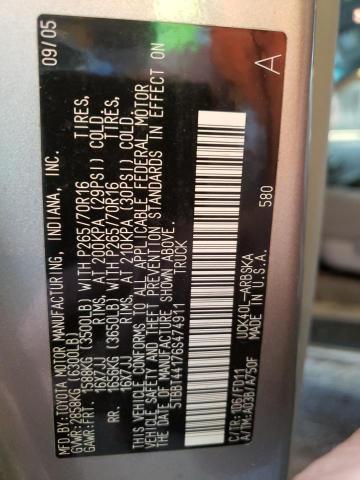 MFD. BY:TOYOTA MOTOR MANUFACTURING, INDIANA, INC. 09/05
GVWR:2858KG (6300LB)
GAWR:FRT. 1588KG (3500LB) WITH P265/70R16 TIRES,
16X7JJ RIMS, AT 200KPA (29PSI) COLD,
RR. 1655KG (3650LB) WITH P265/70R16 TIRES,
16X7JJ RIMS, AT 210KPA (30PSI) COLD.
THIS VEHICLE CONFORMS TO ALL APPLICABLE FEDERAL MOTOR
VEHICLE SAFETY AND THEFT PREVENTION STANDARDS IN EFFECT ON
THE DATE OF MANUFACTURE SHOWN ABOVE.
5TBBT44176S474911 TRUCK
A
580
C/TR:1D6/FD11 UCK40L-ARBSKA
A/TM:A03B/A750F MADE IN U.S.A.